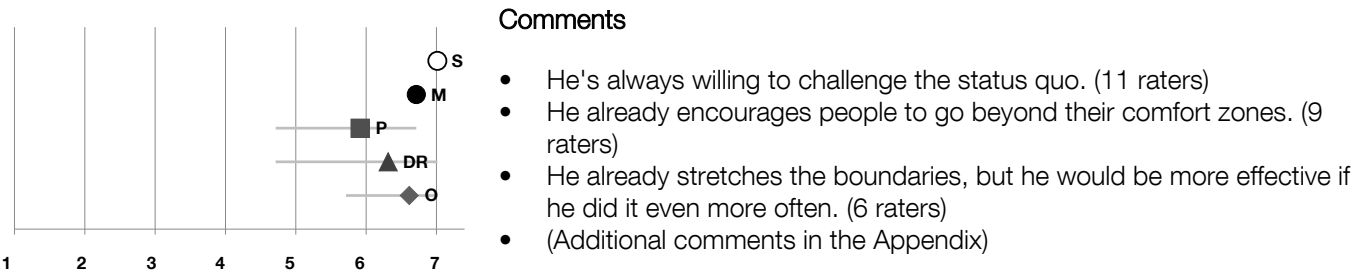 Comments
S
M
P
DR
O
1 2 3 4 5 6 7
• He's always willing to challenge the status quo. (11 raters)
• He already encourages people to go beyond their comfort zones. (9
raters)
• He already stretches the boundaries, but he would be more effective if
he did it even more often. (6 raters)
• (Additional comments in the Appendix)